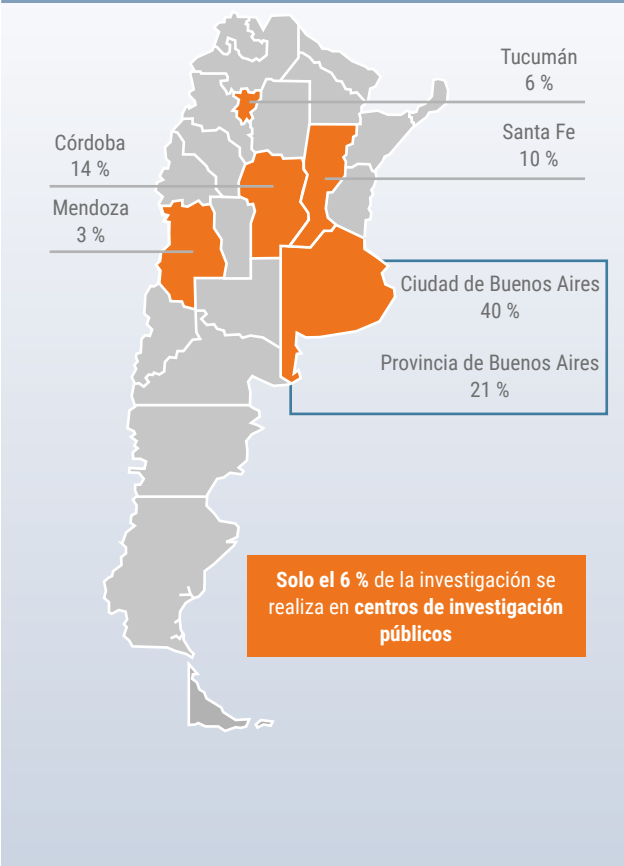 Tucumán
6 %
Santa Fe
10 %
Córdoba
14 %
Mendoza
3 %
Ciudad de Buenos Aires
40 %
Provincia de Buenos Aires
21 %
Solo el 6 % de la investigación se
realiza en centros de investigación
públicos